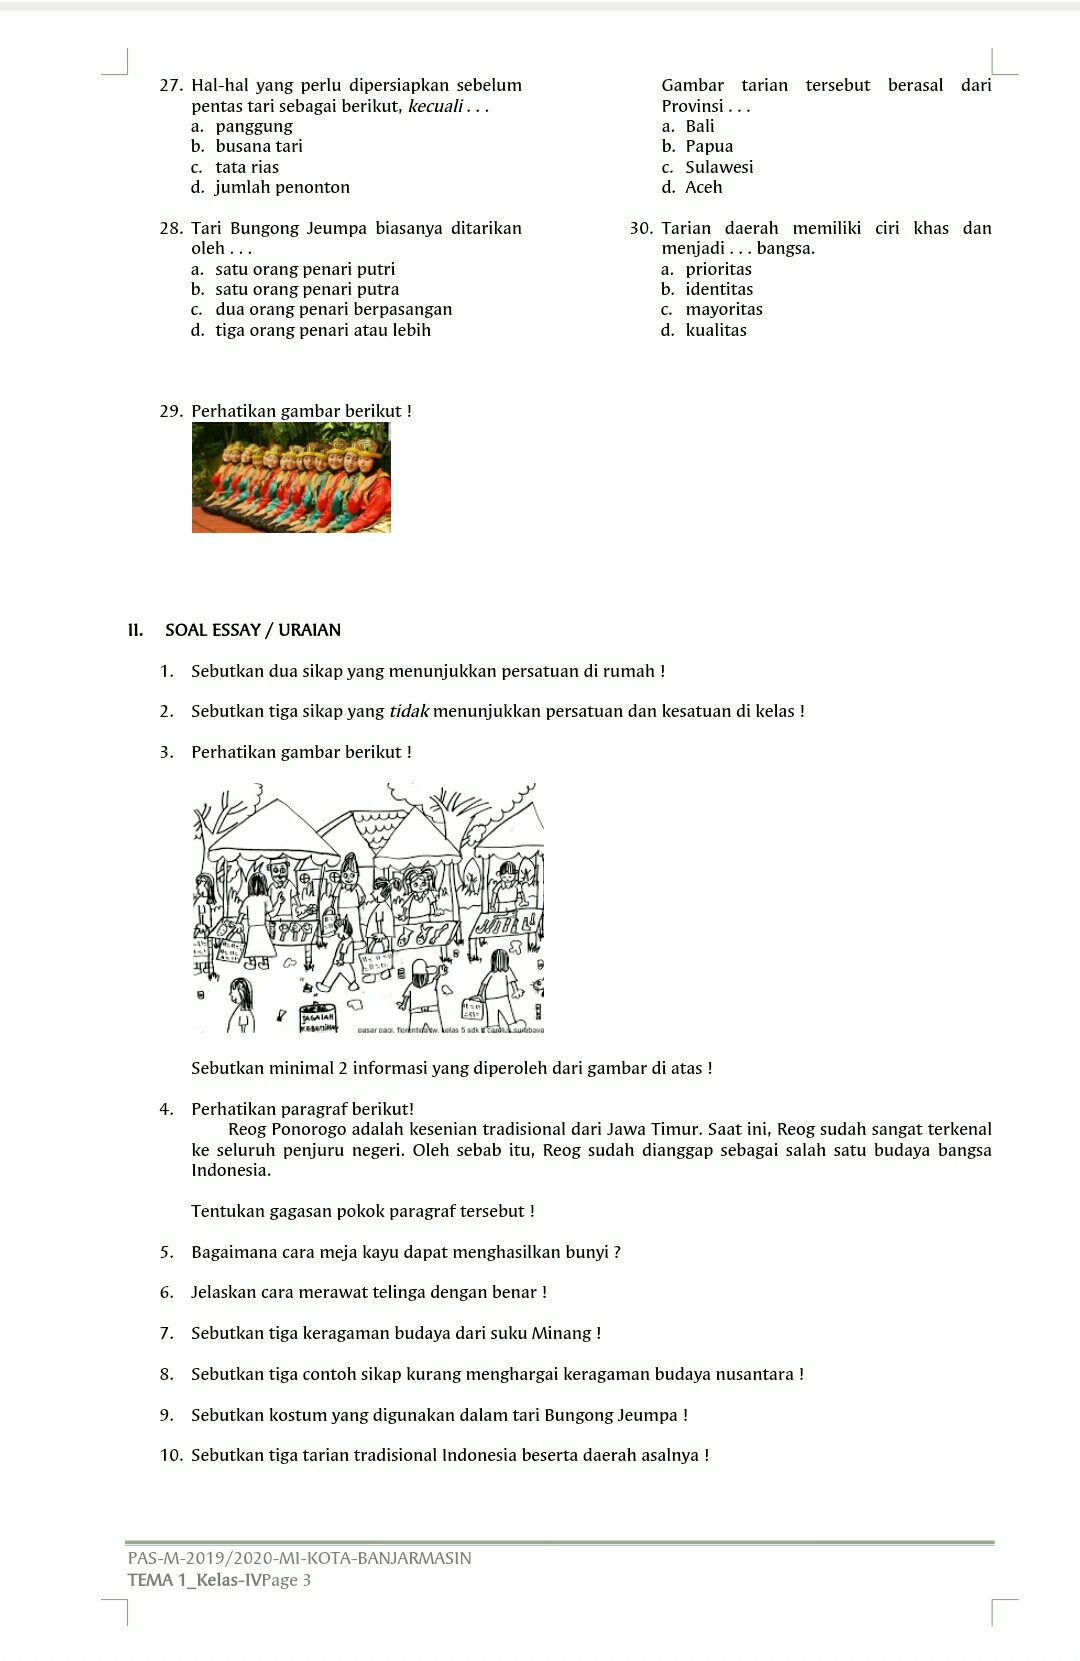 27. Hal-hal yang perlu dipersiapkan sebelum
pentas tari sebagai berikut, kecuali . . .
a. panggung
b. busana tari
c. tata rias
d. jumlah penonton
28. Tari Bungong Jeumpa biasanya ditarikan
oleh . . .
a. satu orang penari putri
b. satu orang penari putra
c. dua orang penari berpasangan
d. tiga orang penari atau lebih
29. Perhatikan gambar berikut !
Gambar tarian tersebut berasal dari
Provinsi . . .
a. Bali
b. Papua
c. Sulawesi
d. Aceh
30. Tarian daerah memiliki ciri khas dan
menjadi . . . bangsa.
a. prioritas
b. identitas
c. mayoritas
d. kualitas
II. SOAL ESSAY / URAIAN
1. Sebutkan dua sikap yang menunjukkan persatuan di rumah !
2. Sebutkan tiga sikap yang tidak menunjukkan persatuan dan kesatuan di kelas !
3. Perhatikan gambar berikut !
JAGALAH
KEBERSIHAN
pasar pagi, kelas 5 sdk surabaya
Sebutkan minimal 2 informasi yang diperoleh dari gambar di atas !
4. Perhatikan paragraf berikut!
Reog Ponorogo adalah kesenian tradisional dari Jawa Timur. Saat ini, Reog sudah sangat terkenal
ke seluruh penjuru negeri. Oleh sebab itu, Reog sudah dianggap sebagai salah satu budaya bangsa
Indonesia.
Tentukan gagasan pokok paragraf tersebut !
5. Bagaimana cara meja kayu dapat menghasilkan bunyi ?
6. Jelaskan cara merawat telinga dengan benar !
7. Sebutkan tiga keragaman budaya dari suku Minang !
8. Sebutkan tiga contoh sikap kurang menghargai keragaman budaya nusantara !
9. Sebutkan kostum yang digunakan dalam tari Bungong Jeumpa !
10. Sebutkan tiga tarian tradisional Indonesia beserta daerah asalnya !
PAS-M-2019/2020-MI-KOTA-BANJARMASIN
TEMA 1_Kelas-IVPage 3